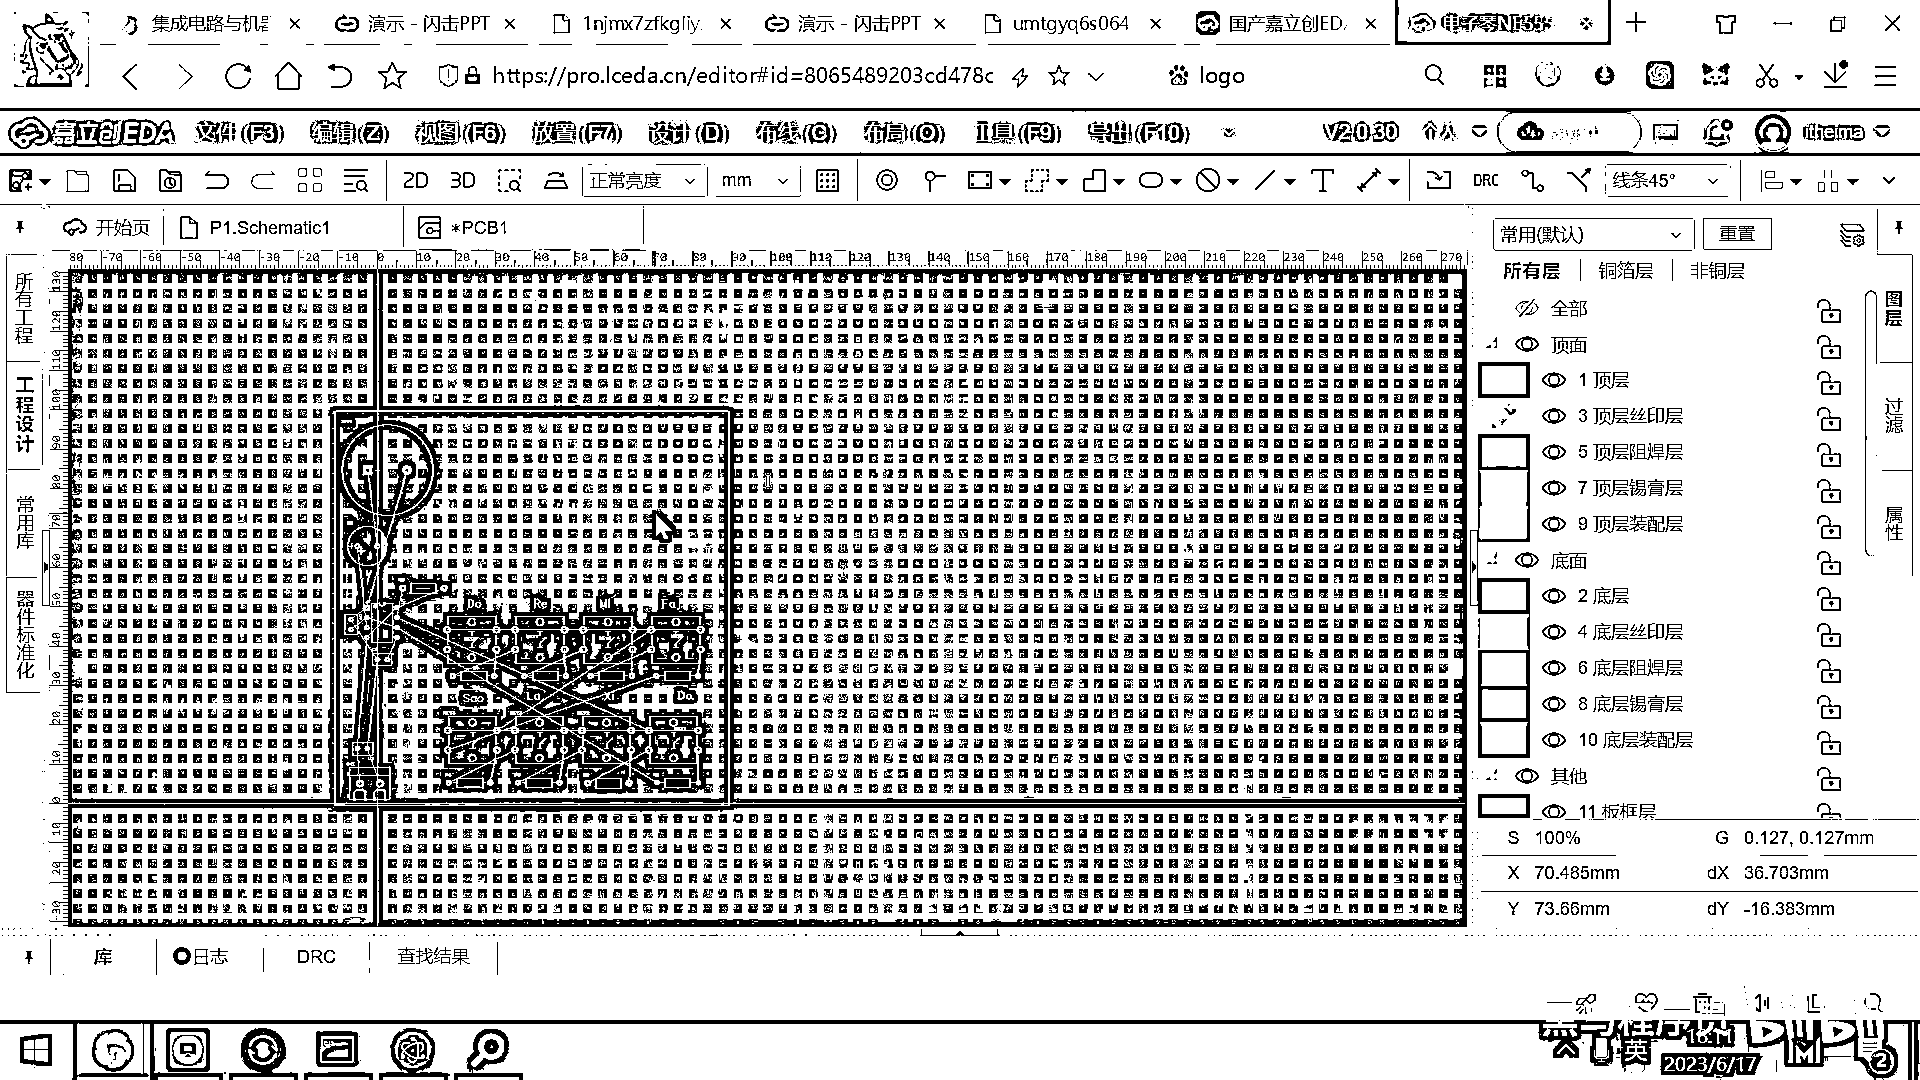 集成电路与机器 演示 - 闪击PPT 1njmx7zfkgfiy. 演示 - 闪击PPT umtgyq6s064 国产嘉立创ED 电子琴NE555
https://pro.lceda.cn/editor#id=8065489203cd478c logo
嘉立创EDA 文件(F3) 编辑(Z) 视图(F6) 放置(F7) 设计(D) 布线(C) 布局(O) 工具(F9) 导出(F10) V2.0.30 个人 itheima
2D 3D 正常亮度 mm DRC 线条45°
开始页 P1.Schematic1 *PCB1
常用(默认) 重置
所有层 铜箔层 非铜层
全部
顶面
1 顶层
3 顶层丝印层
5 顶层阻焊层
7 顶层锡膏层
9 顶层装配层
底面
2 底层
4 底层丝印层
6 底层阻焊层
8 底层锡膏层
10 底层装配层
其他
11 板框层
图层
过滤
属性
所有工程
工程设计
常用库
器件标准化
Do Re Mi Fa
La Xi Do
S 100% G 0.127, 0.127mm
X 70.485mm dX 36.703mm
Y 73.66mm dY -16.383mm
库 日志 DRC 查找结果
英
2023/6/17
2